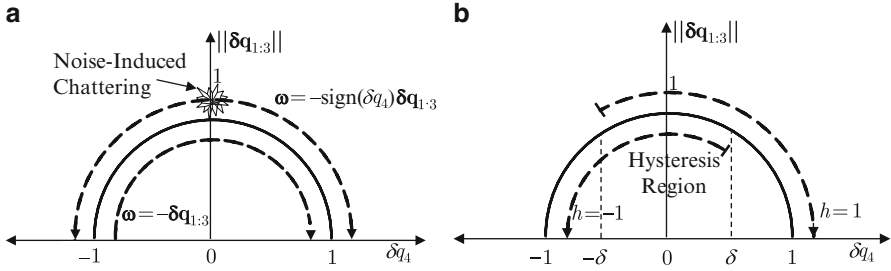 a
||δq₁:₃||
Noise-Induced
Chattering
1
ω=−sign(δq₄)δq₁:₃
ω=−δq₁:₃
−1
0
1
δq₄
b
||δq₁:₃||
1
Hysteresis
Region
h=−1
h=1
-1
-δ
0
δ
1
δq₄